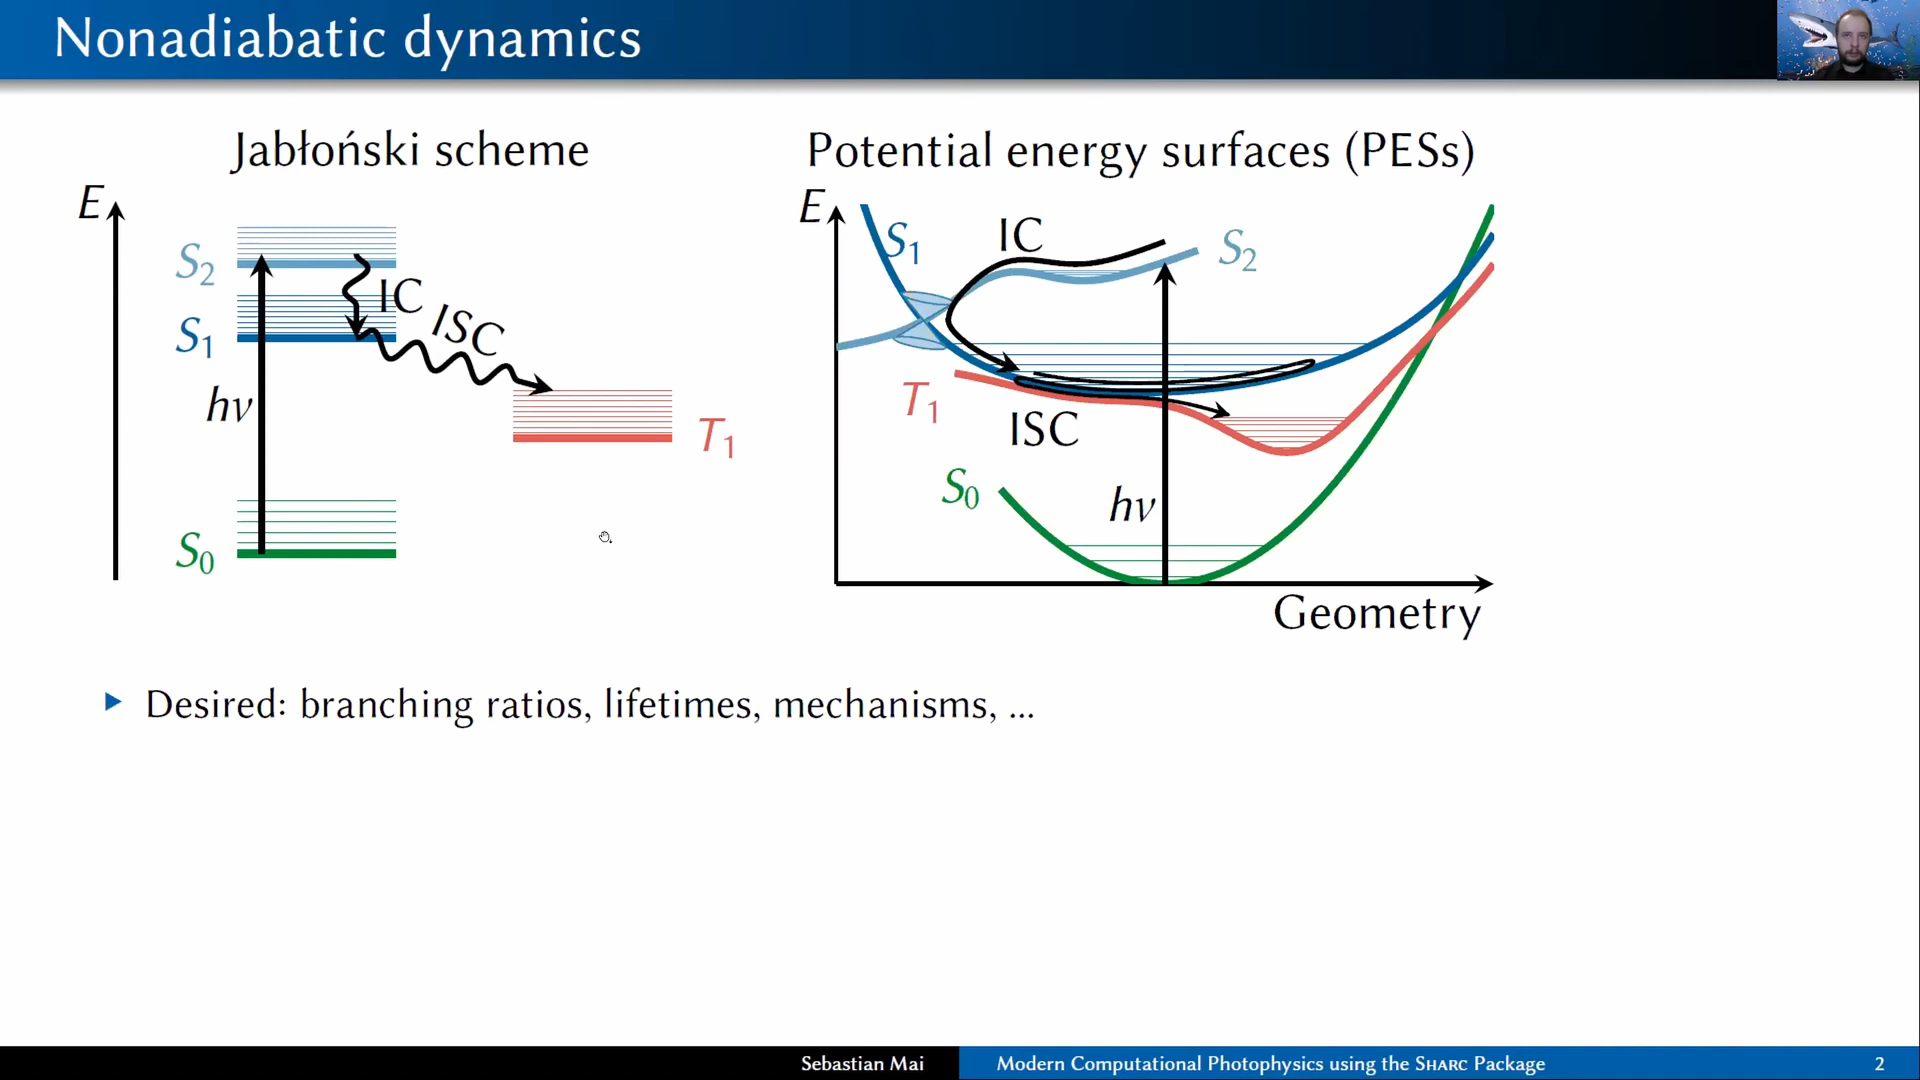 Nonadiabatic dynamics
Jabłoński scheme
E
S2
S1
IC
ISC
hν
T1
S0
Potential energy surfaces (PESs)
E
S1
IC
S2
T1
ISC
S0
hν
Geometry
Desired: branching ratios, lifetimes, mechanisms, ...
Sebastian Mai
Modern Computational Photophysics using the SHARC Package
2